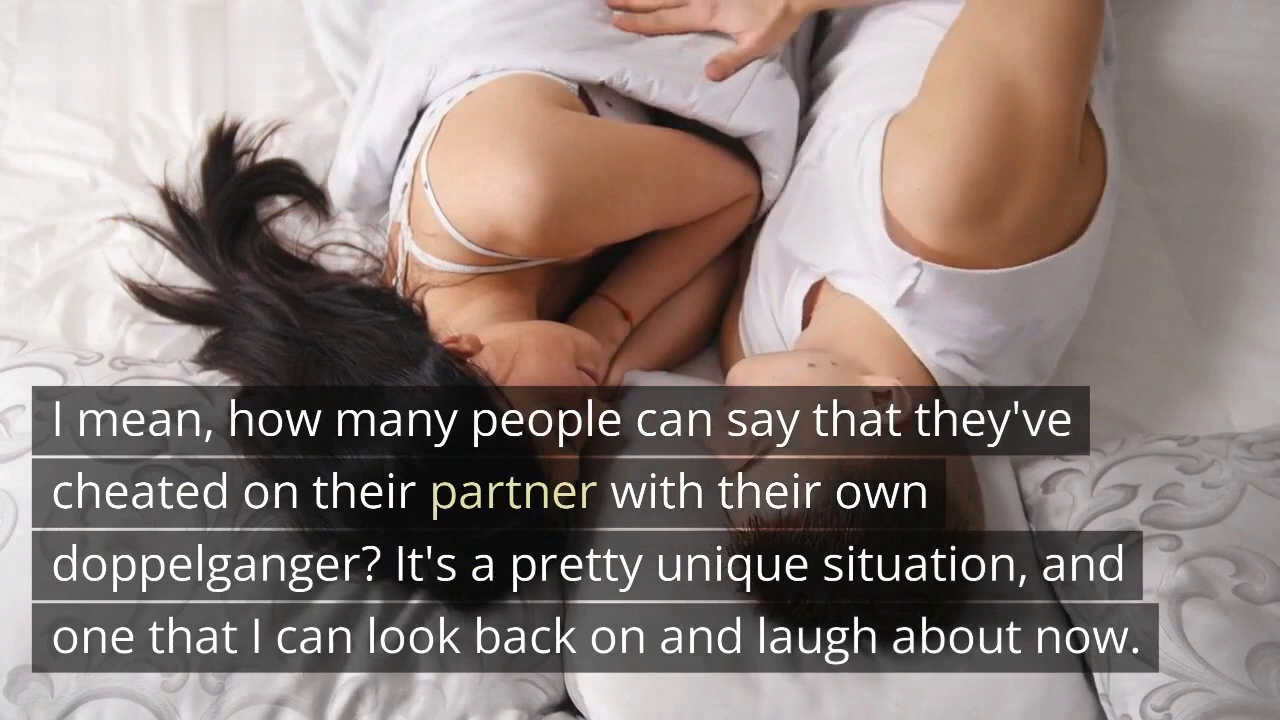 I mean, how many people can say that they've
cheated on their partner with their own
doppelganger? It's a pretty unique situation, and
one that I can look back on and laugh about now.